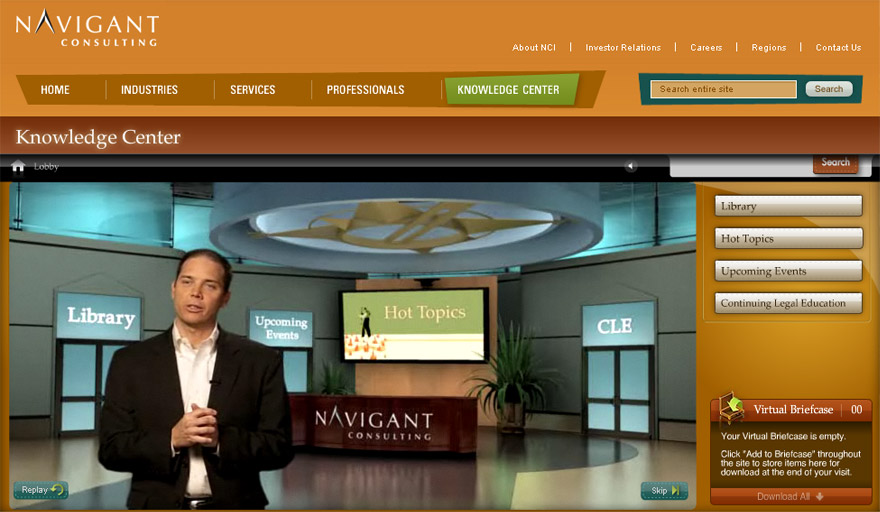 NAVIGANT
CONSULTING
About NCI
Investor Relations
Careers
Regions
Contact Us
HOME
INDUSTRIES
SERVICES
PROFESSIONALS
KNOWLEDGE CENTER
Search entire site
Search
Knowledge Center
Lobby
Search
Library
Upcoming
Events
Hot Topics
CLE
NAVIGANT
CONSULTING
Replay
Skip
Library
Hot Topics
Upcoming Events
Continuing Legal Education
Virtual Briefcase
00
Your Virtual Briefcase is empty.
Click "Add to Briefcase" throughout
the site to store items here for
download at the end of your visit.
Download All